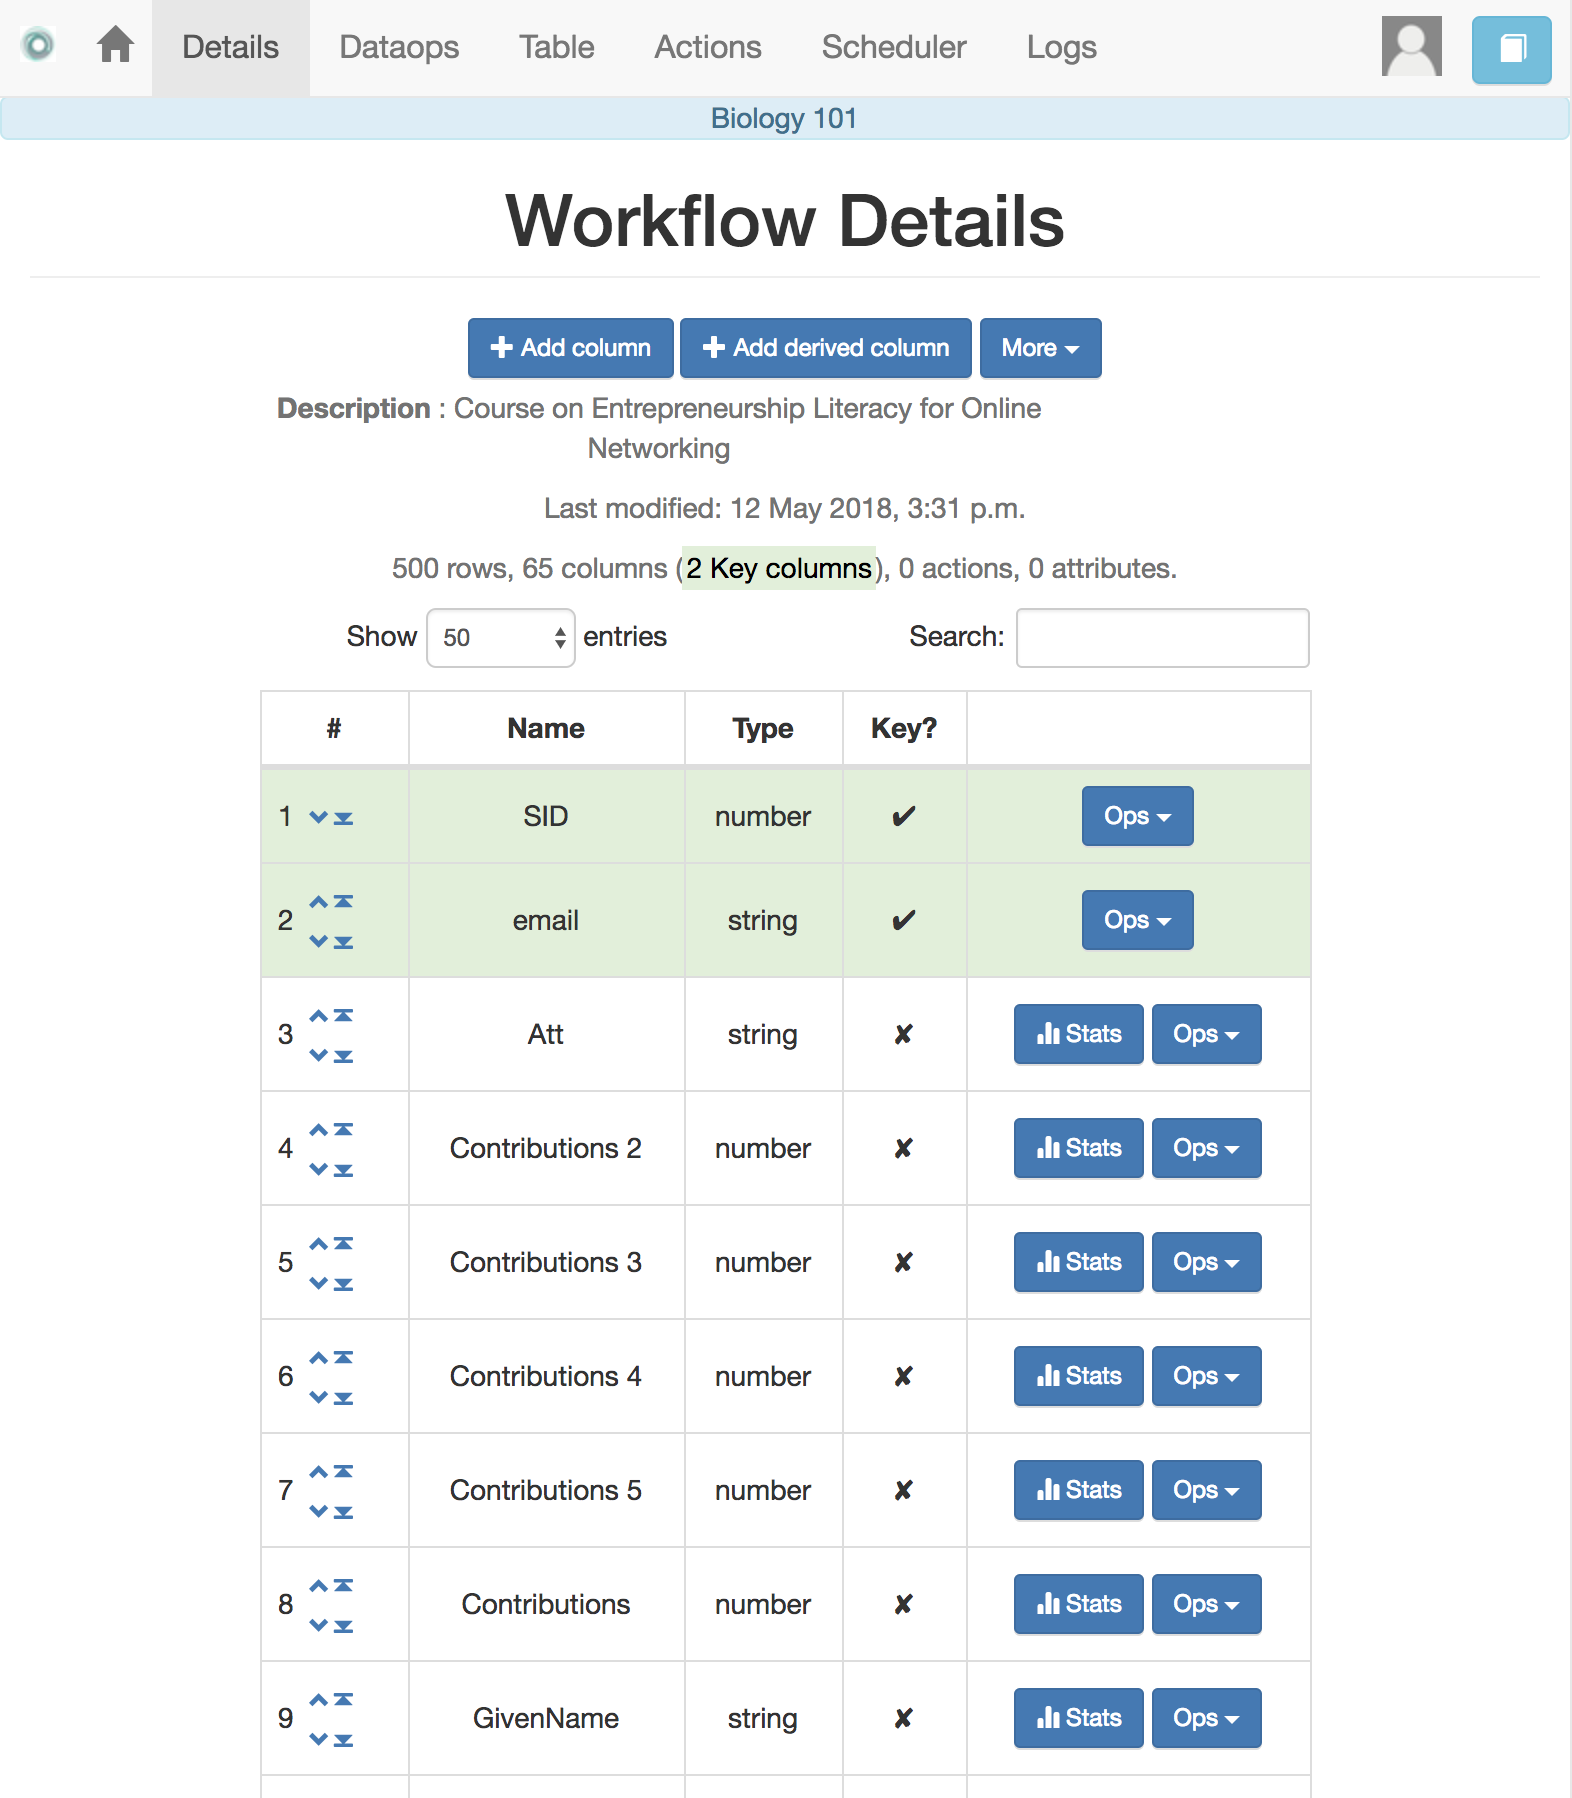 Details Dataops Table Actions Scheduler Logs
Biology 101
Workflow Details
Add column Add derived column More
Description : Course on Entrepreneurship Literacy for Online
Networking
Last modified: 12 May 2018, 3:31 p.m.
500 rows, 65 columns (2 Key columns), 0 actions, 0 attributes.
Show 50 entries Search:
# Name Type Key?
1 SID number ✔ Ops
2 email string ✔ Ops
3 Att string ✘ Stats Ops
4 Contributions 2 number ✘ Stats Ops
5 Contributions 3 number ✘ Stats Ops
6 Contributions 4 number ✘ Stats Ops
7 Contributions 5 number ✘ Stats Ops
8 Contributions number ✘ Stats Ops
9 GivenName string ✘ Stats Ops